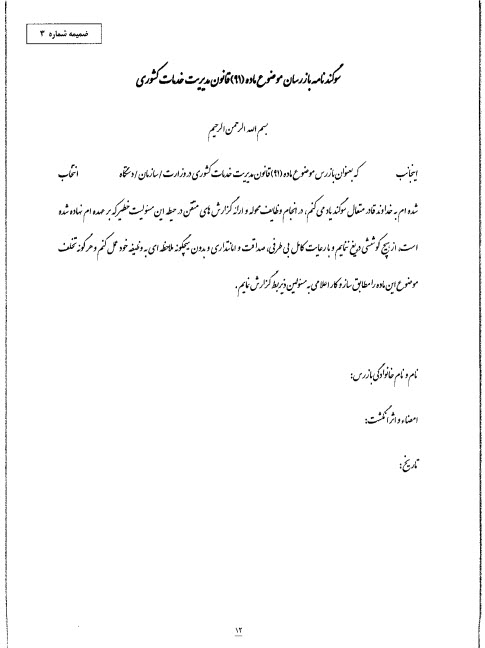 ضمیمه شماره ۳
سوگندنامه بازرسان موضوع ماده (۹۱) قانون مدیریت خدمات کشوری
بسم الله الرحمن الرحیم
اینجانب که بعنوان بازرس موضوع ماده (۹۱) قانون مدیریت خدمات کشوری در وزارت / سازمان / دستگاه انتخاب
شده ام به خداوند قادر متعال سوگند یاد می کنم، در انجام وظایف محوله و ارائه گزارش های متقن در حیطه این مسئولیت خطیر که بر عهده ام نهاده شده
است، از هیچ کوششی دریغ ننمایم و با رعایت کامل بی طرفی، صداقت و امانتداری و بدون هیچگونه ملاحظه ای به وظیفه خود عمل کنم و هرگونه تخلف
موضوع این ماده را مطابق ساز و کار اعلامی به مسئولین ذیربط گزارش نمایم.
نام و نام خانوادگی بازرس:
امضاء و اثر انگشت:
تاریخ:
۱۲